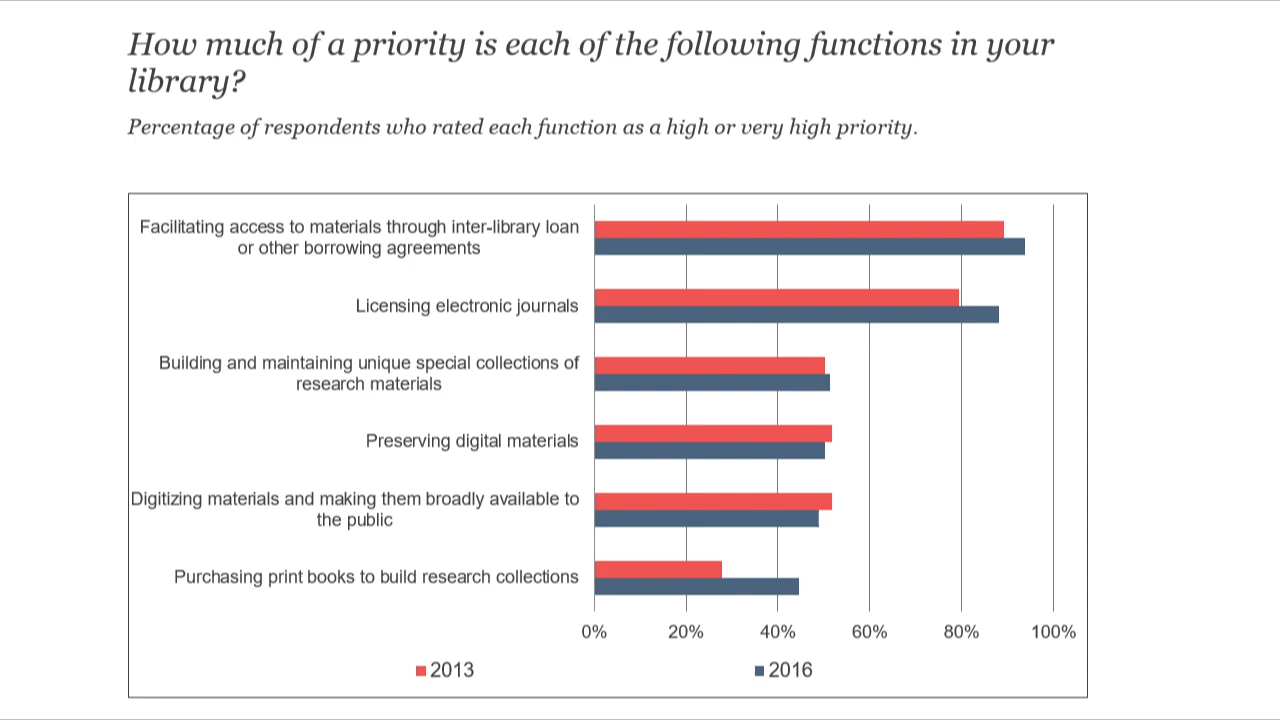 How much of a priority is each of the following functions in your
library?
Percentage of respondents who rated each function as a high or very high priority.
Facilitating access to materials through inter-library loan
or other borrowing agreements
Licensing electronic journals
Building and maintaining unique special collections of
research materials
Preserving digital materials
Digitizing materials and making them broadly available to
the public
Purchasing print books to build research collections
0% 20% 40% 60% 80% 100%
2013 2016